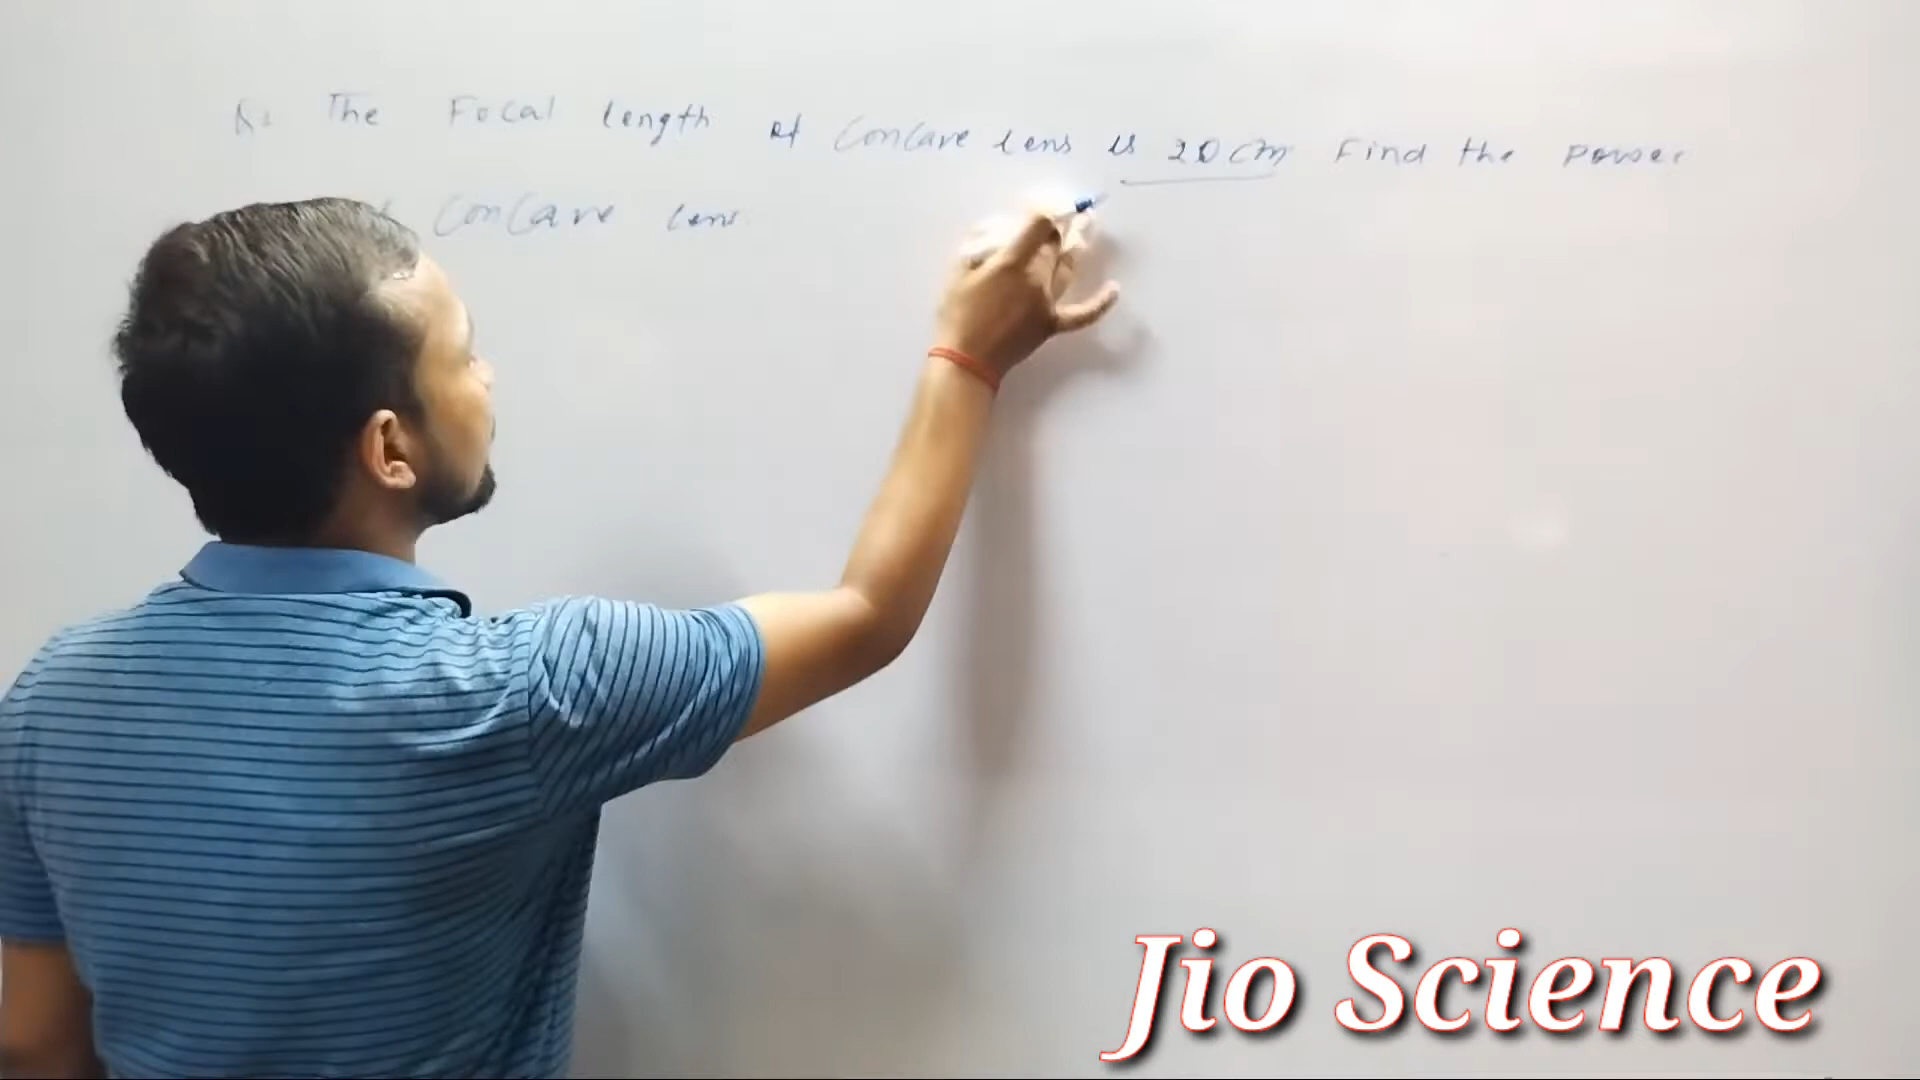 Q: The Focal length of Concave lens is 20 cm Find the power
Concave lens.
Jio Science